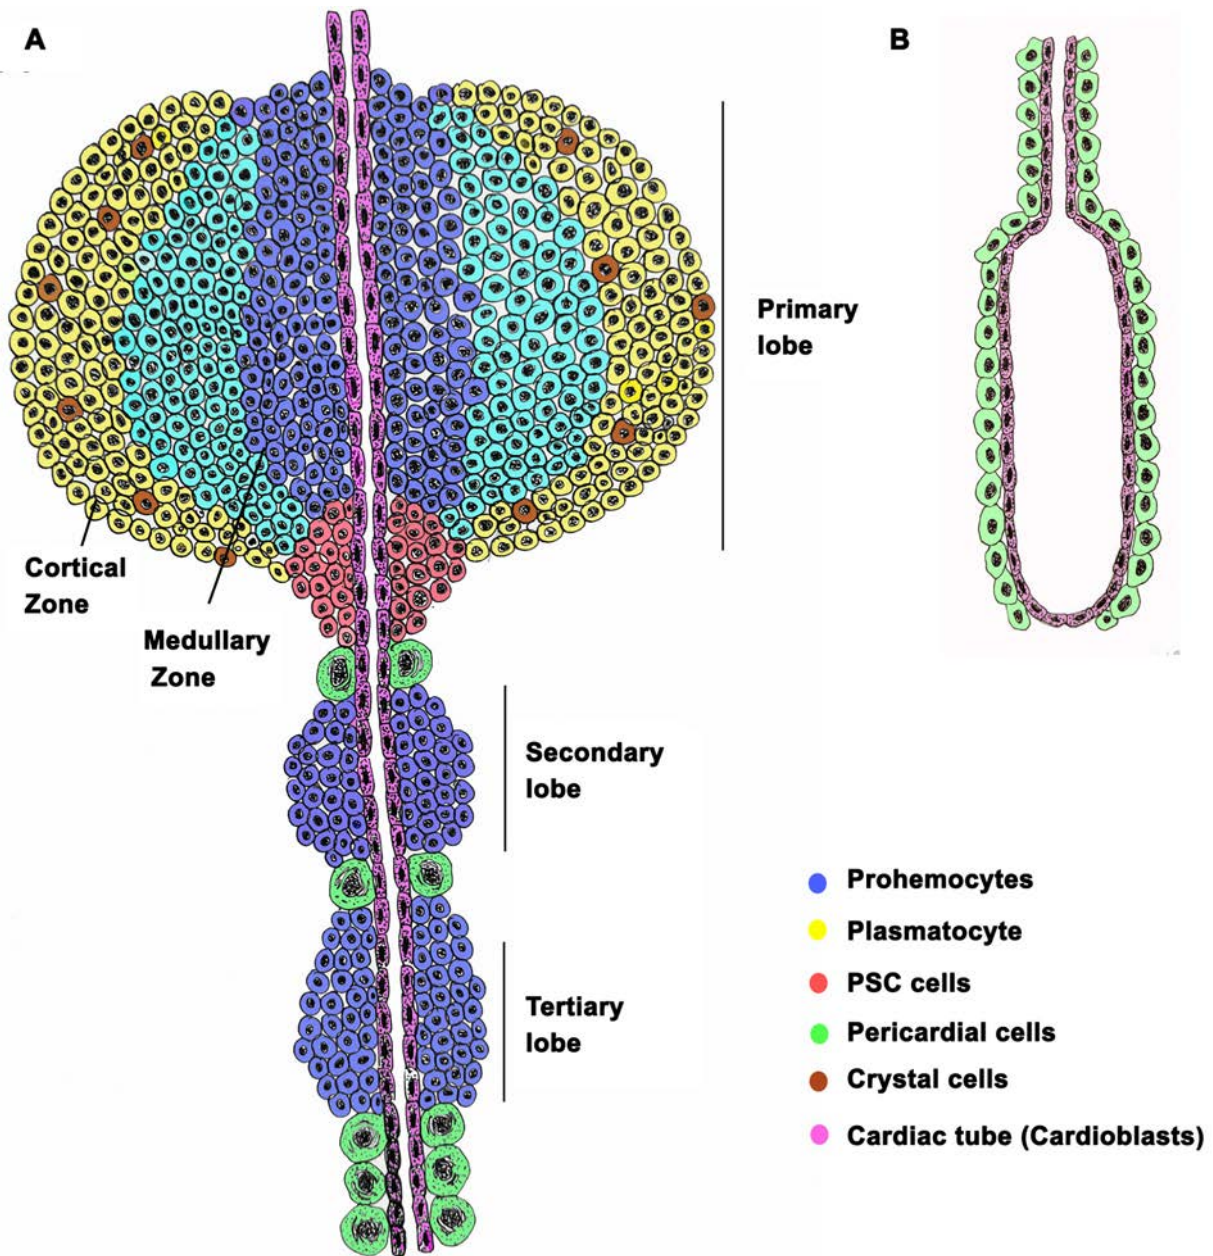 A
B
Primary
lobe
Cortical
Zone
Medullary
Zone
Secondary
lobe
Tertiary
lobe
Prohemocytes
Plasmatocyte
PSC cells
Pericardial cells
Crystal cells
Cardiac tube (Cardioblasts)